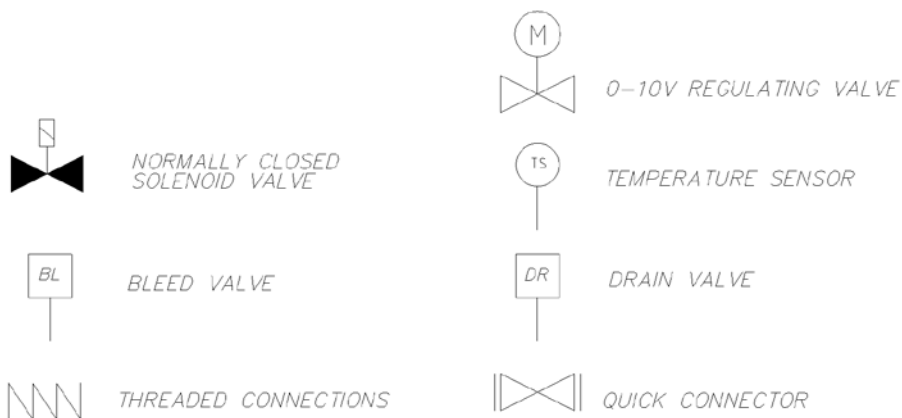 M
0-10V REGULATING VALVE
NORMALLY CLOSED
SOLENOID VALVE
TS
TEMPERATURE SENSOR
BL
BLEED VALVE
DR
DRAIN VALVE
THREADED CONNECTIONS
QUICK CONNECTOR